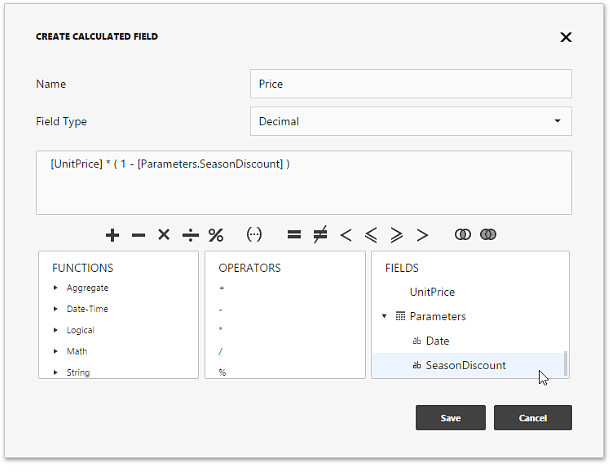 CREATE CALCULATED FIELD
Name Price
Field Type Decimal
[UnitPrice] * ( 1 - [Parameters.SeasonDiscount] )
+ − × ÷ % (···) = ≠ < ⩽ ⩾ >
FUNCTIONS OPERATORS FIELDS
Aggregate + UnitPrice
Date-Time - Parameters
Logical * ab Date
Math / ab SeasonDiscount
String %
Save Cancel